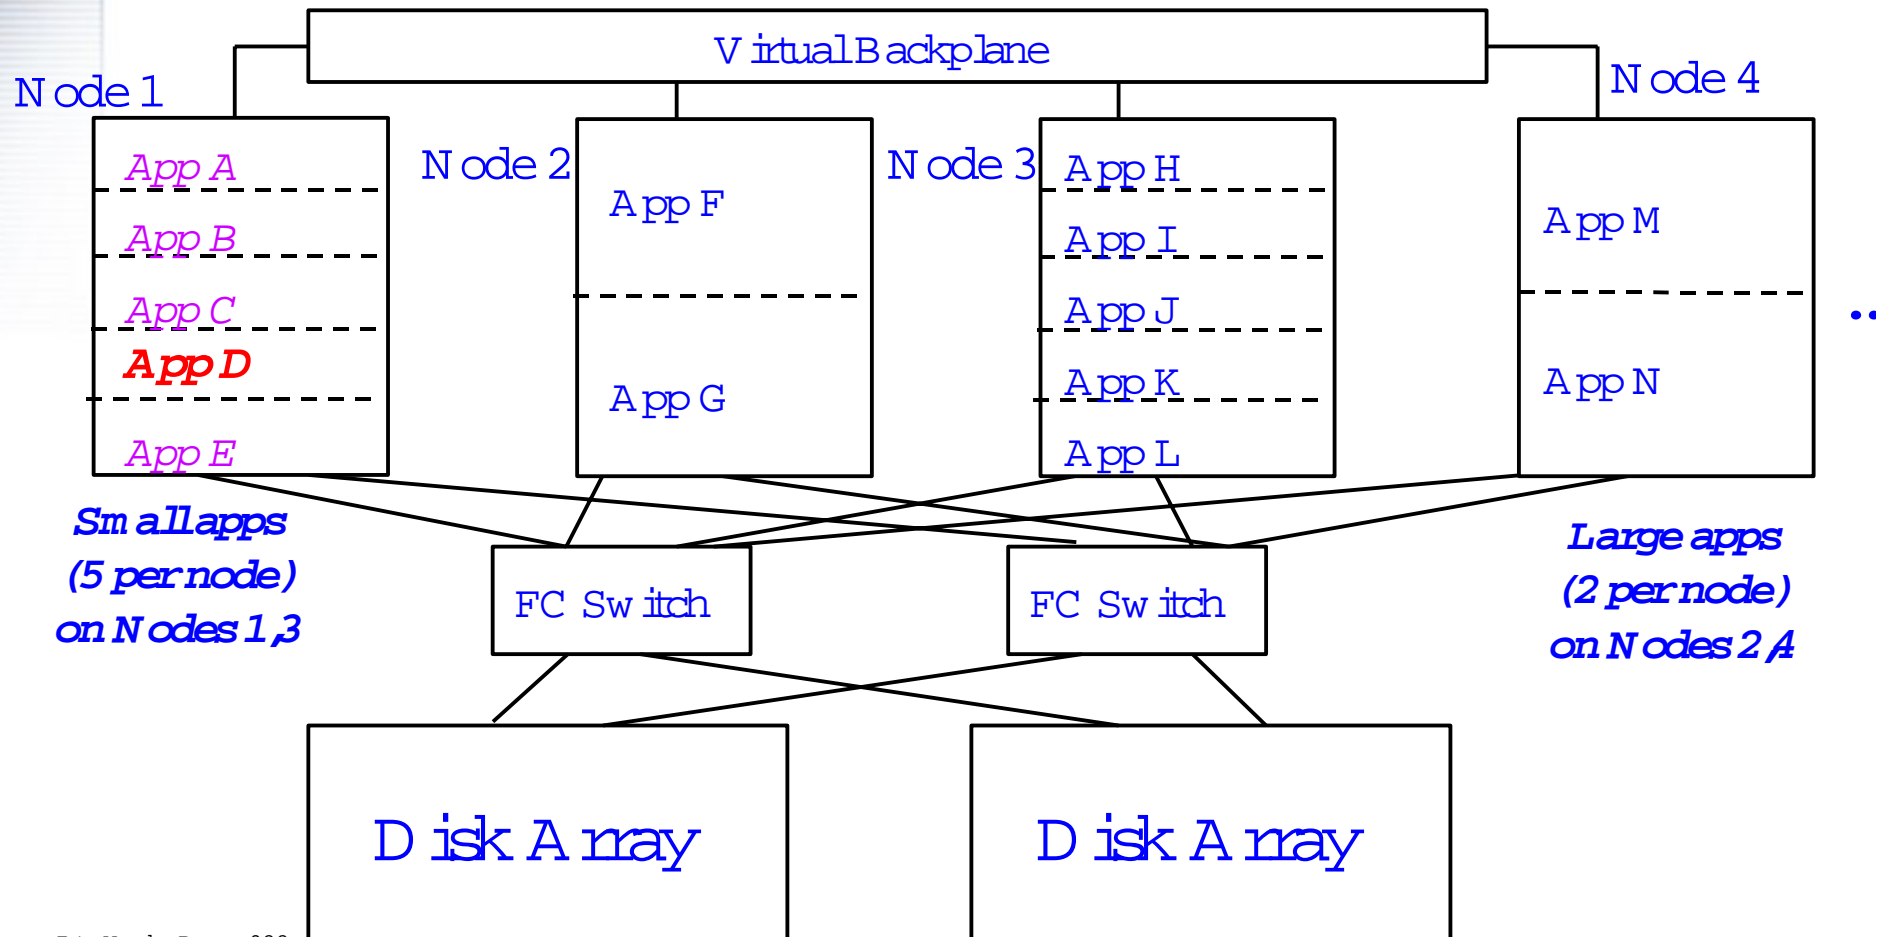 Virtual Backplane
Node 1
Node 4
Node 2
Node 3
App A
App B
App C
App D
App E
App F
App G
App H
App I
App J
App K
App L
App M
App N
..
Small apps
(5 per node)
on Nodes 1,3
Large apps
(2 per node)
on Nodes 2,4
FC Switch
FC Switch
Disk Array
Disk Array